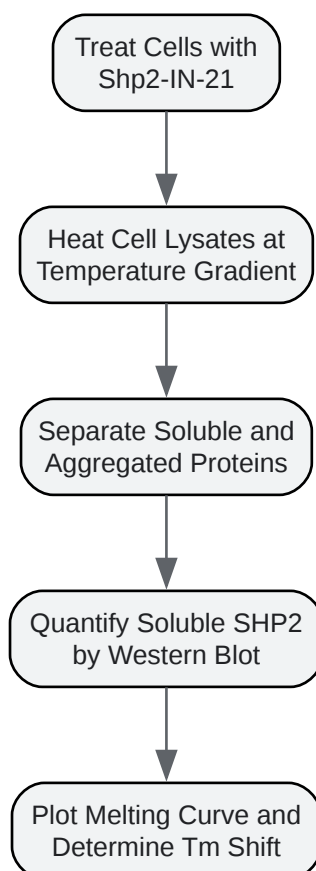 Treat Cells with
Shp2-IN-21
Heat Cell Lysates at
Temperature Gradient
Separate Soluble and
Aggregated Proteins
Quantify Soluble SHP2
by Western Blot
Plot Melting Curve and
Determine Tm Shift